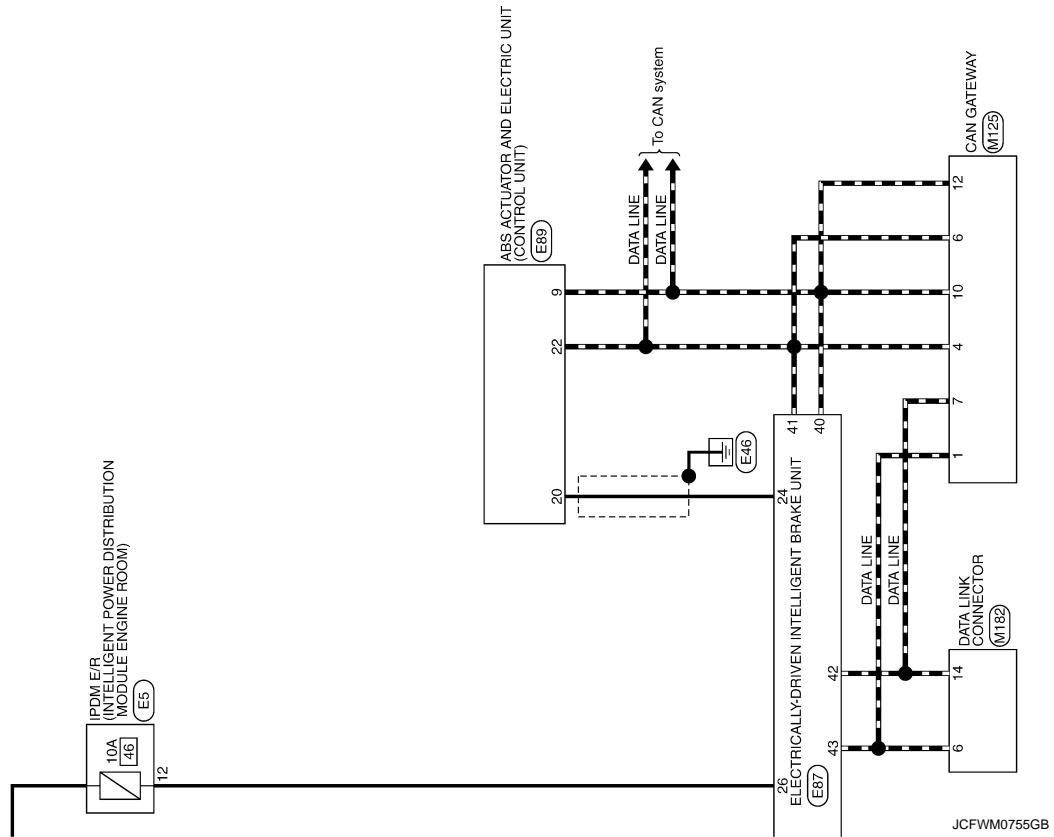 IPDM E/R
(INTELLIGENT POWER DISTRIBUTION
MODULE ENGINE ROOM)
E5
10A
46
12
ABS ACTUATOR AND ELECTRIC UNIT
(CONTROL UNIT)
E89
20
22
9
DATA LINE
DATA LINE
To CAN system
E46
26
24
41
40
ELECTRICALLY-DRIVEN INTELLIGENT BRAKE UNIT
E87
43
42
DATA LINE
DATA LINE
DATA LINK
CONNECTOR
M182
6
14
CAN GATEWAY
M125
1
7
4
10
6
12
JCFWM0755GB